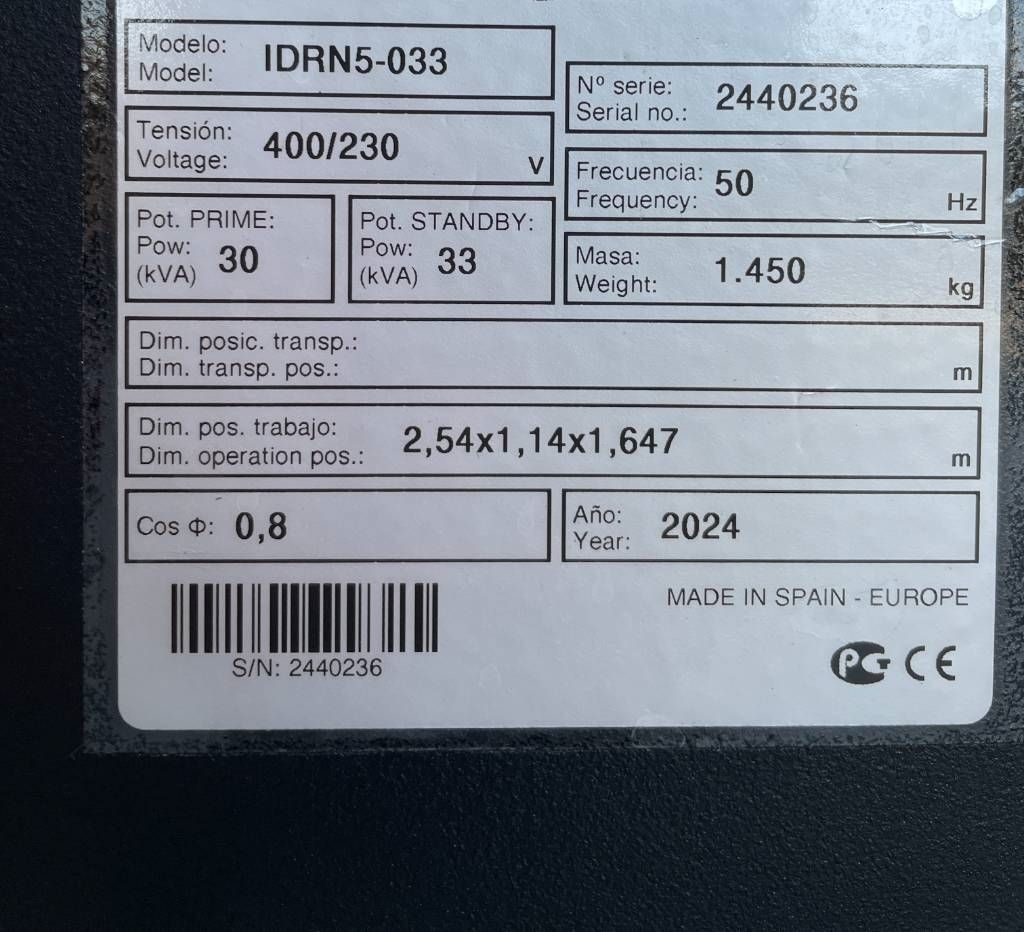 Modelo:
Model:
IDRN5-033
Nº serie:
Serial no.:
2440236
Tensión:
Voltage:
400/230
V
Frecuencia:
Frequency:
50
Hz
Pot. PRIME:
Pow:
(kVA)
30
Pot. STANDBY:
Pow:
(kVA)
33
Masa:
Weight:
1.450
kg
Dim. posic. transp.:
Dim. transp. pos.:
m
Dim. pos. trabajo:
Dim. operation pos.:
2,54x1,14x1,647
m
Cos Φ: 0,8
Año:
Year:
2024
MADE IN SPAIN - EUROPE
S/N: 2440236
PG CE